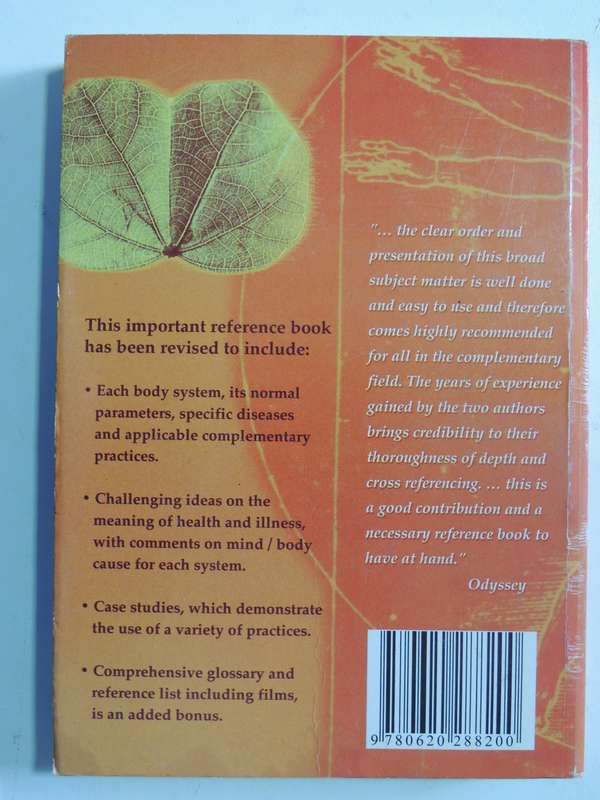 This important reference book
has been revised to include:
• Each body system, its normal
parameters, specific diseases
and applicable complementary
practices.
• Challenging ideas on the
meaning of health and illness,
with comments on mind / body
cause for each system.
• Case studies, which demonstrate
the use of a variety of practices.
• Comprehensive glossary and
reference list including films,
is an added bonus.
"... the clear order and
presentation of this broad
subject matter is well done
and easy to use and therefore
comes highly recommended
for all in the complementary
field. The years of experience
gained by the two authors
brings credibility to their
thoroughness of depth and
cross referencing. ... this is
a good contribution and a
necessary reference book to
have at hand."
Odyssey
9 780620 288200